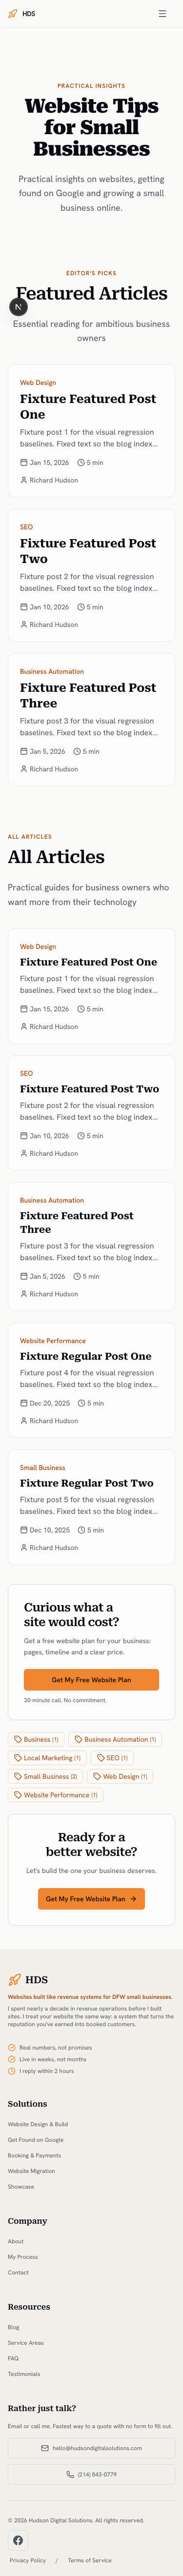 HDS
PRACTICAL INSIGHTS
Website Tips
for Small
Businesses
Practical insights on websites, getting
found on Google and growing a small
business online.
EDITOR'S PICKS
Featured Articles
N
Essential reading for ambitious business
owners
Web Design
Fixture Featured Post
One
Fixture post 1 for the visual regression
baselines. Fixed text so the blog index...
Jan 15, 2026 5 min
Richard Hudson
SEO
Fixture Featured Post
Two
Fixture post 2 for the visual regression
baselines. Fixed text so the blog index...
Jan 10, 2026 5 min
Richard Hudson
Business Automation
Fixture Featured Post
Three
Fixture post 3 for the visual regression
baselines. Fixed text so the blog index...
Jan 5, 2026 5 min
Richard Hudson
ALL ARTICLES
All Articles
Practical guides for business owners who
want more from their technology
Web Design
Fixture Featured Post One
Fixture post 1 for the visual regression
baselines. Fixed text so the blog index...
Jan 15, 2026 5 min
Richard Hudson
SEO
Fixture Featured Post Two
Fixture post 2 for the visual regression
baselines. Fixed text so the blog index...
Jan 10, 2026 5 min
Richard Hudson
Business Automation
Fixture Featured Post
Three
Fixture post 3 for the visual regression
baselines. Fixed text so the blog index...
Jan 5, 2026 5 min
Richard Hudson
Website Performance
Fixture Regular Post One
Fixture post 4 for the visual regression
baselines. Fixed text so the blog index...
Dec 20, 2025 5 min
Richard Hudson
Small Business
Fixture Regular Post Two
Fixture post 5 for the visual regression
baselines. Fixed text so the blog index...
Dec 10, 2025 5 min
Richard Hudson
Curious what a
site would cost?
Get a free website plan for your business:
pages, timeline and a clear price.
Get My Free Website Plan
30-minute call. No commitment.
Business (1) Business Automation (1)
Local Marketing (1) SEO (1)
Small Business (2) Web Design (1)
Website Performance (1)
Ready for a
better website?
Let's build the one your business deserves.
Get My Free Website Plan →
HDS
Websites built like revenue systems for DFW small businesses.
I spent nearly a decade in revenue operations before I built
sites. I treat your website the same way: a system that turns the
reputation you've earned into booked customers.
Real numbers, not promises
Live in weeks, not months
I reply within 2 hours
Solutions
Website Design & Build
Get Found on Google
Booking & Payments
Website Migration
Showcase
Company
About
My Process
Contact
Resources
Blog
Service Areas
FAQ
Testimonials
Rather just talk?
Email or call me. Fastest way to a quote with no form to fill out.
hello@hudsondigitalsolutions.com
(214) 843-0779
© 2026 Hudson Digital Solutions. All rights reserved.
Privacy Policy / Terms of Service